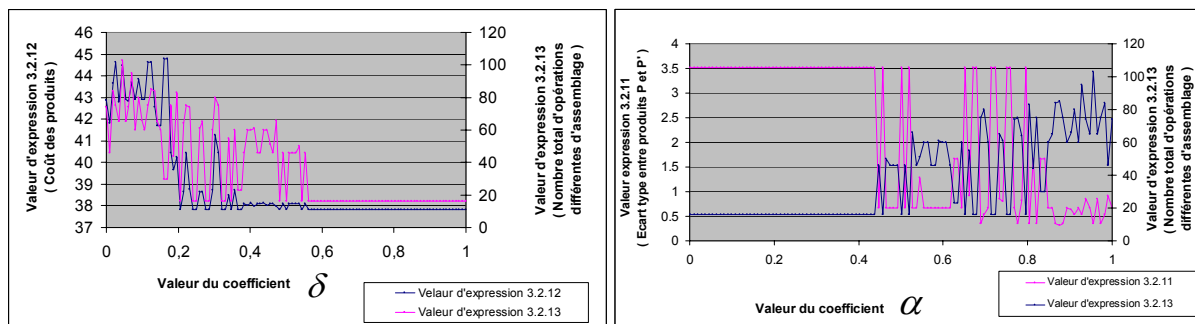 Valeur d'expression 3.2.12
( Coût des produits )
46
45
44
43
42
41
40
39
38
37
0
0,2
0,4
0,6
0,8
1
120
100
80
60
40
20
0
Valeur d'expression 3.2.13
( Nombre total d'opérations
différentes d'assemblage )
Valeur du coefficient δ
Velaur d'expression 3.2.12
Valeur d'expression 3.2.13
Valeur expression 3.2.11
( Ecart type entre produits P et P' )
4
3.5
3
2.5
2
1.5
1
0.5
0
0
0.2
0.4
0.6
0.8
1
120
100
80
60
40
20
0
Valeur d'expression 3.2.13
( Nombre total d'opérations
différentes d'assemblage )
Valeur du coefficient α
Valeur d'expression 3.2.11
Valeur d'expression 3.2.13